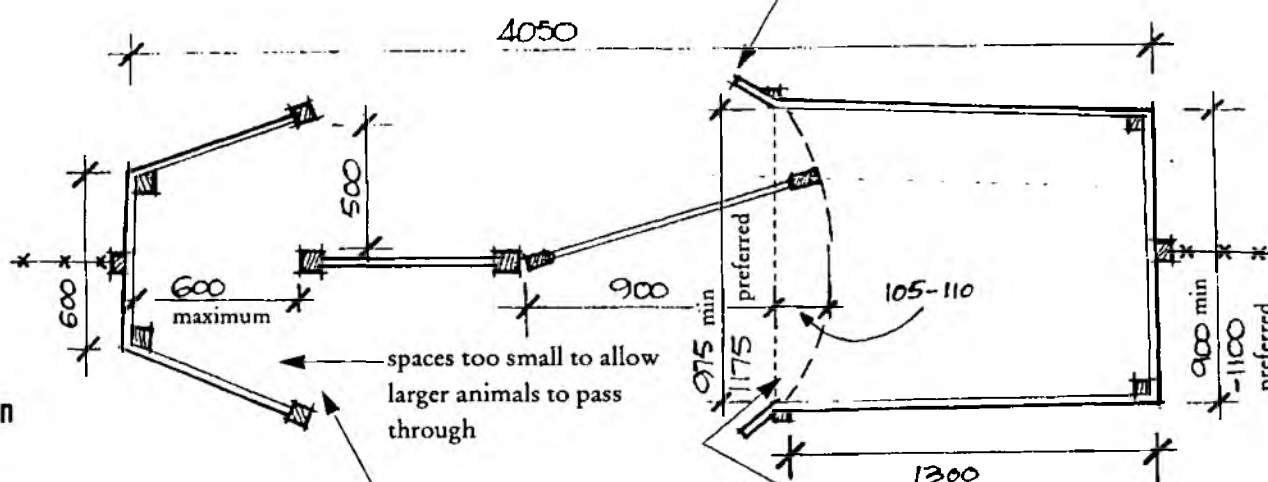 4050
500
600
600
maximum
900
975 min
1175 preferred
105-110
900 min
-1100
preferred
spaces too small to allow
larger animals to pass
through
1300
n